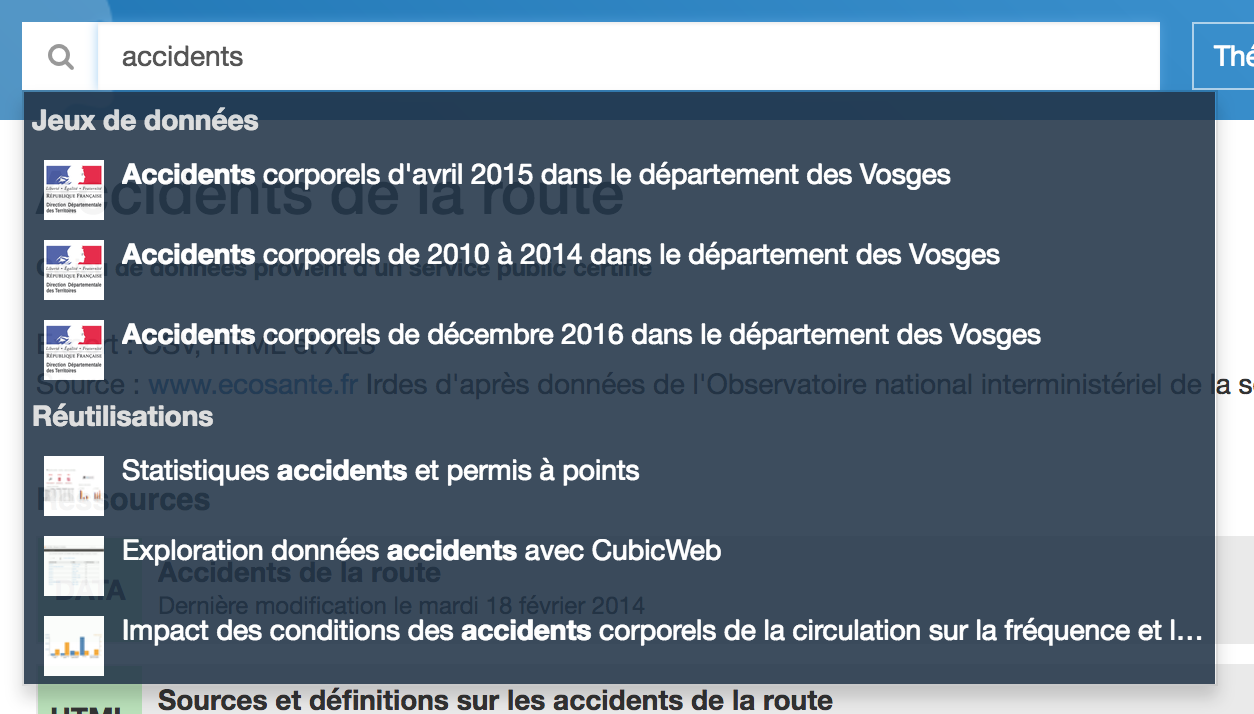 accidents
Thé
Jeux de données
Accidents corporels d'avril 2015 dans le département des Vosges
Accidents de la route
Accidents corporels de 2010 à 2014 dans le département des Vosges
de données provient d'un service public certifié
Accidents corporels de décembre 2016 dans le département des Vosges
: CSV, HTML et XLS
Source : www.ecosante.fr Irdes d'après données de l'Observatoire national interministériel de la s
Réutilisations
Statistiques accidents et permis à points
Ressources
Exploration données accidents avec CubicWeb
Accidents de la route
DATA
Dernière modification le mardi 18 février 2014
Impact des conditions des accidents corporels de la circulation sur la fréquence et l…
Sources et définitions sur les accidents de la route
HTML